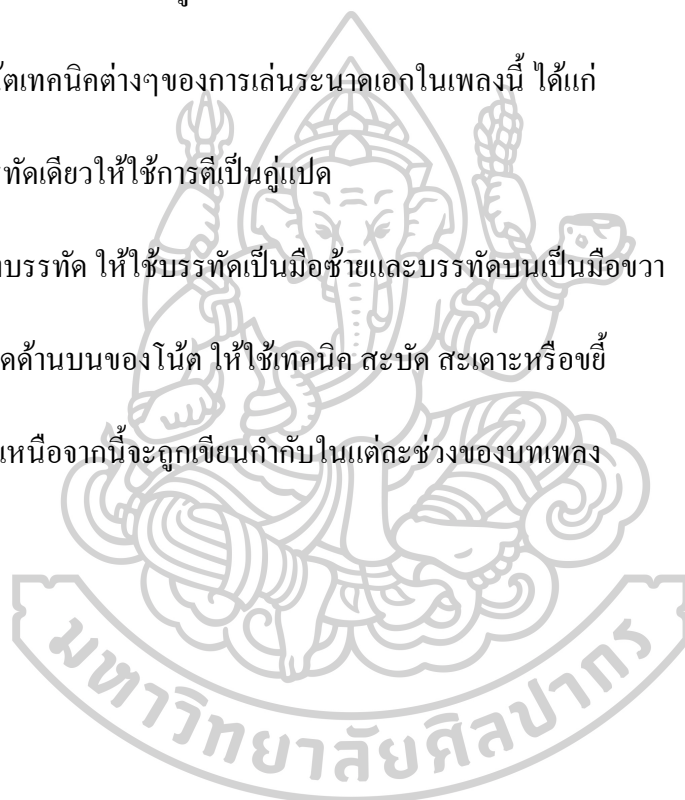 เทคนิคต่างๆของการเล่นระนาดเอกในเพลงนี้ ได้แก่
ทัดเดียวให้ใช้การตีเป็นคู่แปด
บรรทัด ให้ใช้บรรทัดเป็นมือซ้ายและบรรทัดบนเป็นมือขวา
ด้านบนของโน้ต ให้ใช้เทคนิค สะบัด สะเดาะหรือขยี้
เหนือจากนี้จะถูกเขียนกำกับในแต่ละช่วงของบทเพลง
มหาวิทยาลัยศิลปากร